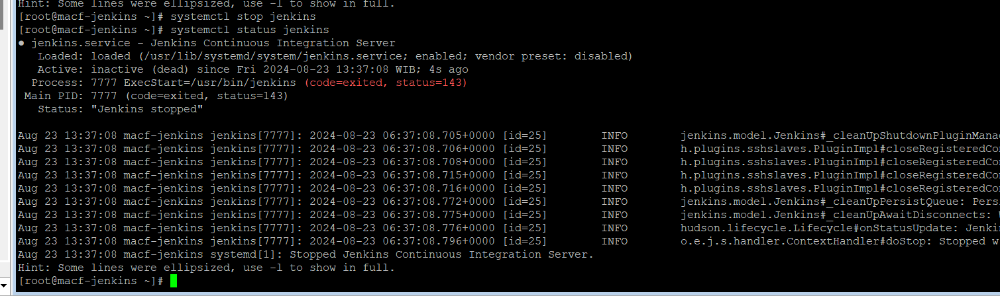 Hint: Some lines were ellipsized, use -l to show in full.
[root@macf-jenkins ~]# systemctl stop jenkins
[root@macf-jenkins ~]# systemctl status jenkins
● jenkins.service - Jenkins Continuous Integration Server
   Loaded: loaded (/usr/lib/systemd/system/jenkins.service; enabled; vendor preset: disabled)
   Active: inactive (dead) since Fri 2024-08-23 13:37:08 WIB; 4s ago
  Process: 7777 ExecStart=/usr/bin/jenkins (code=exited, status=143)
 Main PID: 7777 (code=exited, status=143)
   Status: "Jenkins stopped"
Aug 23 13:37:08 macf-jenkins jenkins[7777]: 2024-08-23 06:37:08.705+0000 [id=25]        INFO        jenkins.model.Jenkins#_cleanUpShutdownPluginMana
Aug 23 13:37:08 macf-jenkins jenkins[7777]: 2024-08-23 06:37:08.706+0000 [id=25]        INFO        h.plugins.sshslaves.PluginImpl#closeRegisteredCo
Aug 23 13:37:08 macf-jenkins jenkins[7777]: 2024-08-23 06:37:08.708+0000 [id=25]        INFO        h.plugins.sshslaves.PluginImpl#closeRegisteredCo
Aug 23 13:37:08 macf-jenkins jenkins[7777]: 2024-08-23 06:37:08.715+0000 [id=25]        INFO        h.plugins.sshslaves.PluginImpl#closeRegisteredCo
Aug 23 13:37:08 macf-jenkins jenkins[7777]: 2024-08-23 06:37:08.716+0000 [id=25]        INFO        h.plugins.sshslaves.PluginImpl#closeRegisteredCo
Aug 23 13:37:08 macf-jenkins jenkins[7777]: 2024-08-23 06:37:08.772+0000 [id=25]        INFO        jenkins.model.Jenkins#_cleanUpPersistQueue: Pers
Aug 23 13:37:08 macf-jenkins jenkins[7777]: 2024-08-23 06:37:08.775+0000 [id=25]        INFO        jenkins.model.Jenkins#_cleanUpAwaitDisconnects:
Aug 23 13:37:08 macf-jenkins jenkins[7777]: 2024-08-23 06:37:08.776+0000 [id=25]        INFO        hudson.lifecycle.Lifecycle#onStatusUpdate: Jenki
Aug 23 13:37:08 macf-jenkins jenkins[7777]: 2024-08-23 06:37:08.796+0000 [id=25]        INFO        o.e.j.s.handler.ContextHandler#doStop: Stopped w
Aug 23 13:37:08 macf-jenkins systemd[1]: Stopped Jenkins Continuous Integration Server.
Hint: Some lines were ellipsized, use -l to show in full.
[root@macf-jenkins ~]#